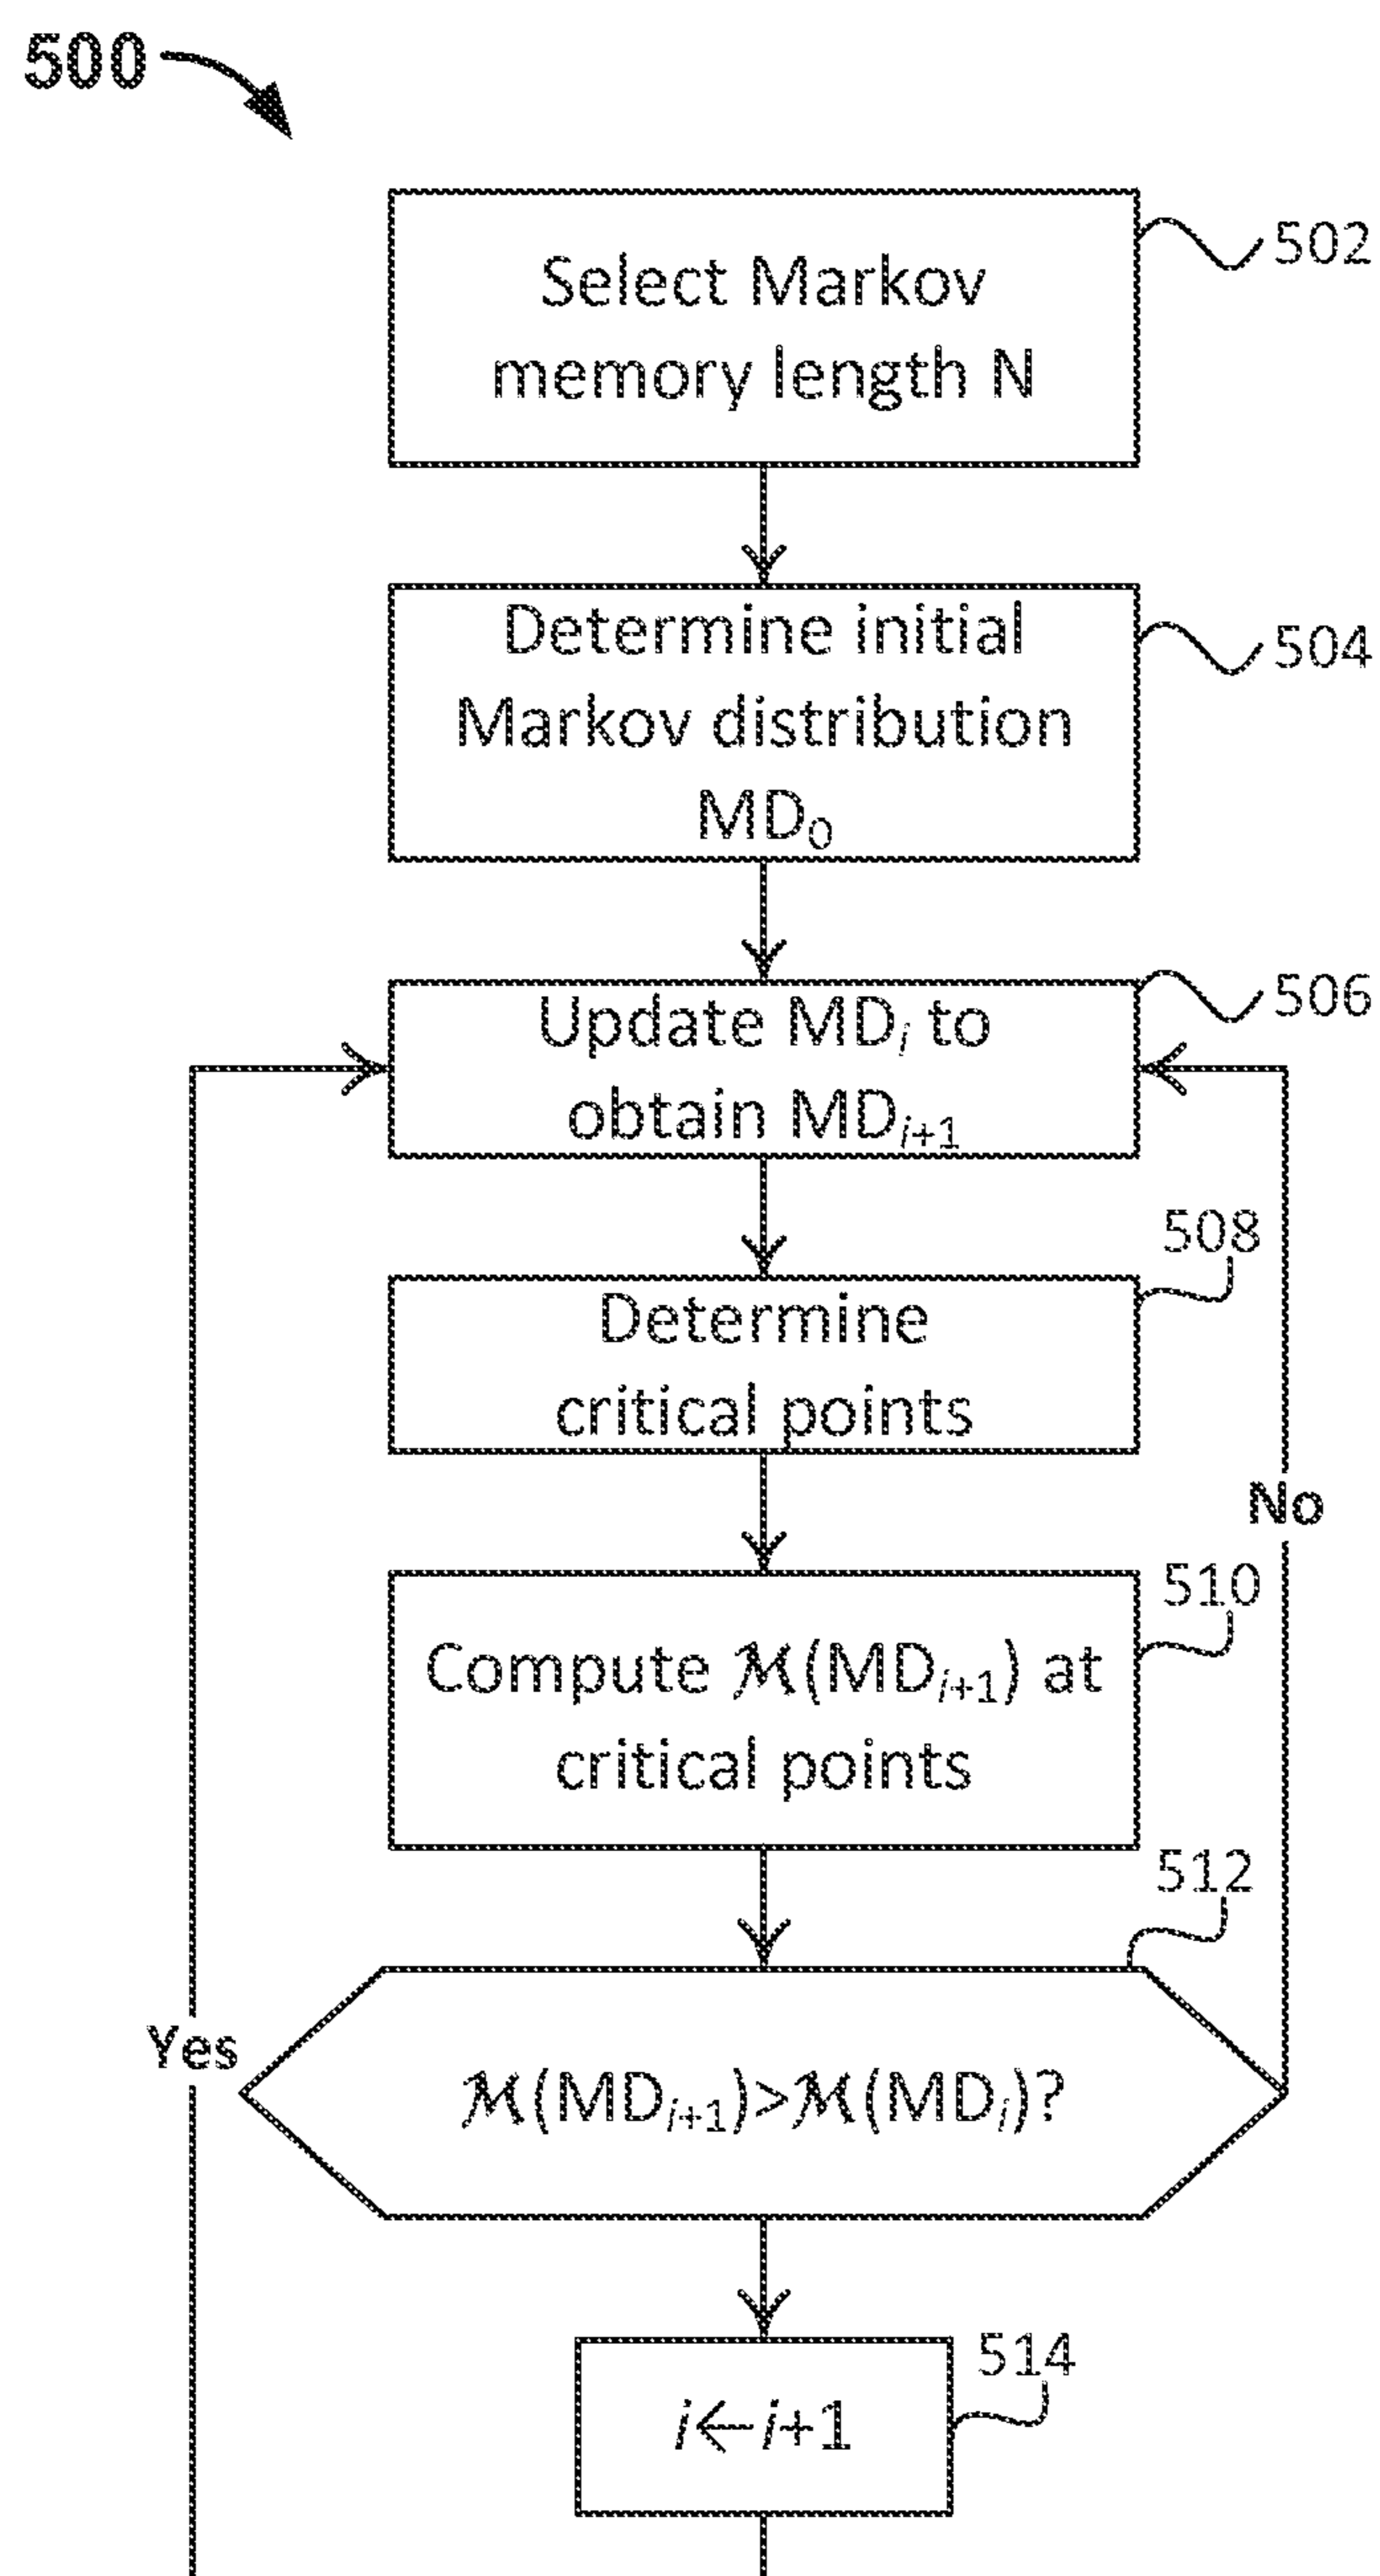 500
502
Select Markov
memory length N
504
Determine initial
Markov distribution
MD₀
506
Update MDᵢ to
obtain MDᵢ₊₁
508
Determine
critical points
No
510
Compute ℳ(MDᵢ₊₁) at
critical points
512
Yes
ℳ(MDᵢ₊₁)>ℳ(MDᵢ)?
514
i←i+1